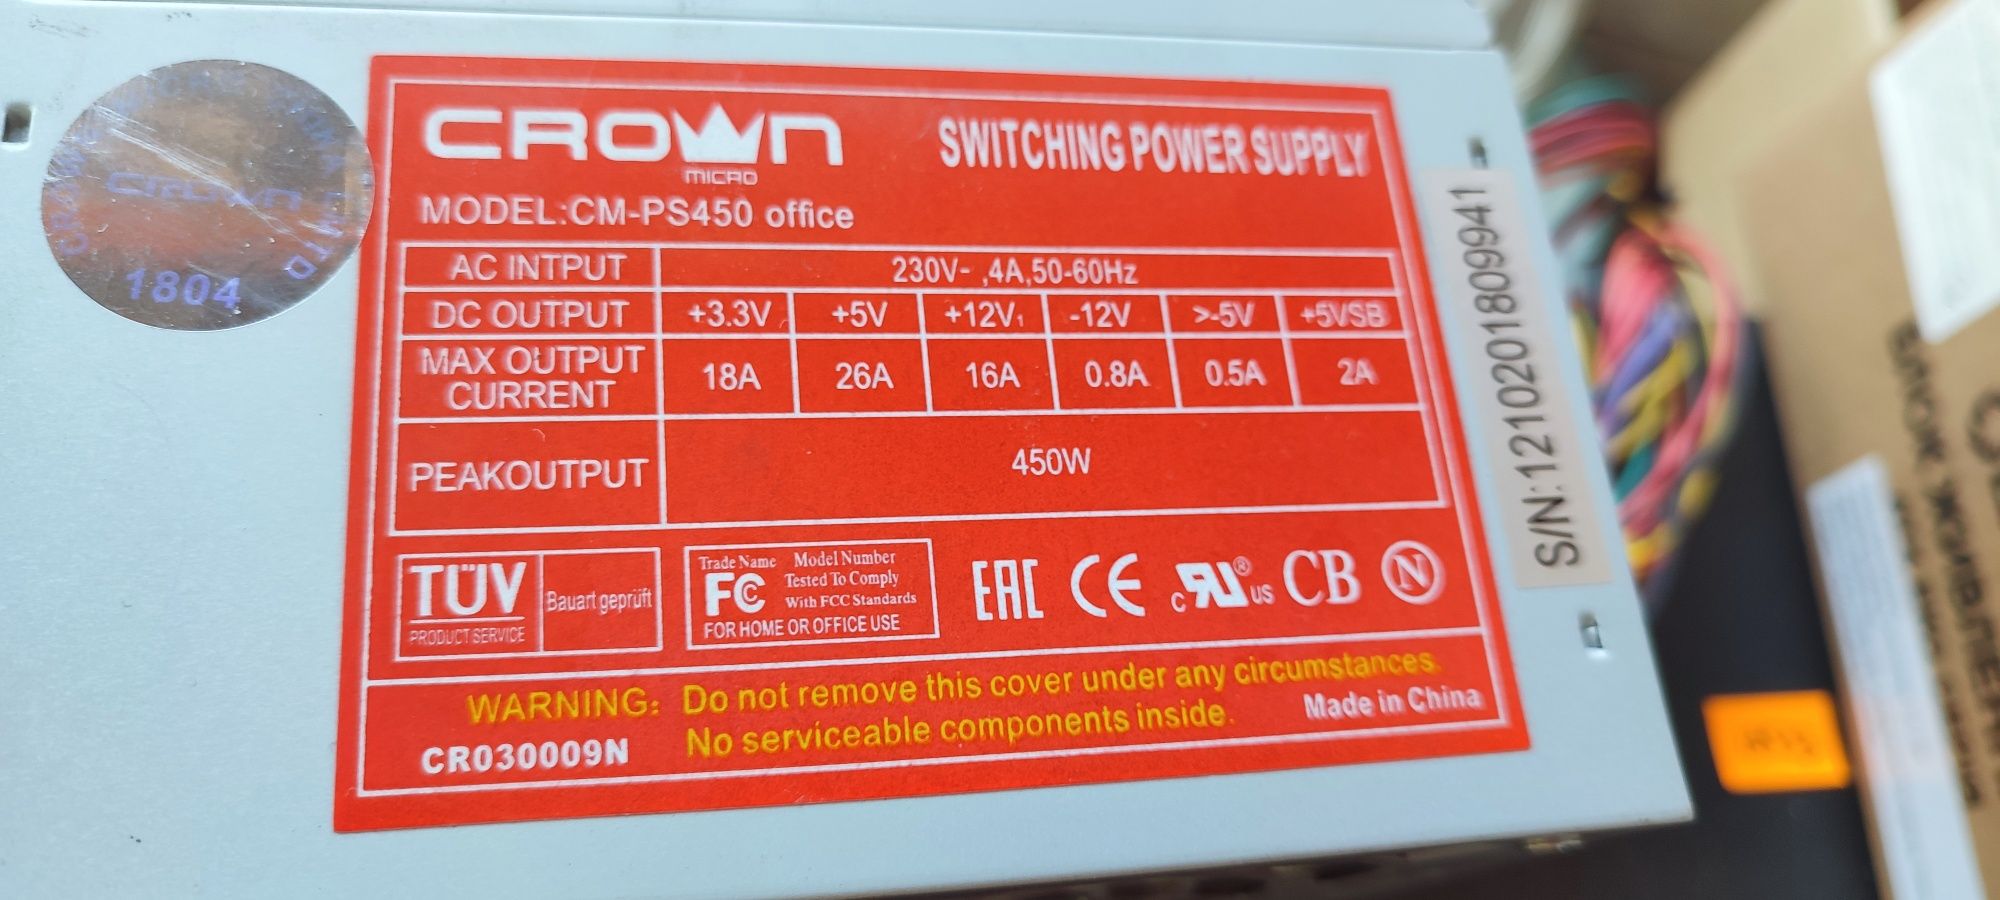 CROWN
MICRO
SWITCHING POWER SUPPLY
MODEL:CM-PS450 office
AC INTPUT 230V~ ,4A,50-60Hz
DC OUTPUT +3.3V +5V +12V1 -12V >-5V +5VSB
MAX OUTPUT CURRENT 18A 26A 16A 0.8A 0.5A 2A
PEAKOUTPUT 450W
TÜV
PRODUCT SERVICE
Bauart geprüft
Trade Name Model Number
FC Tested To Comply
With FCC Standards
FOR HOME OR OFFICE USE
EAC CE c RU ® US CB N
WARNING: Do not remove this cover under any circumstances.
No serviceable components inside.
Made in China
CR030009N
S/N:1210201809941
CROWN
1804